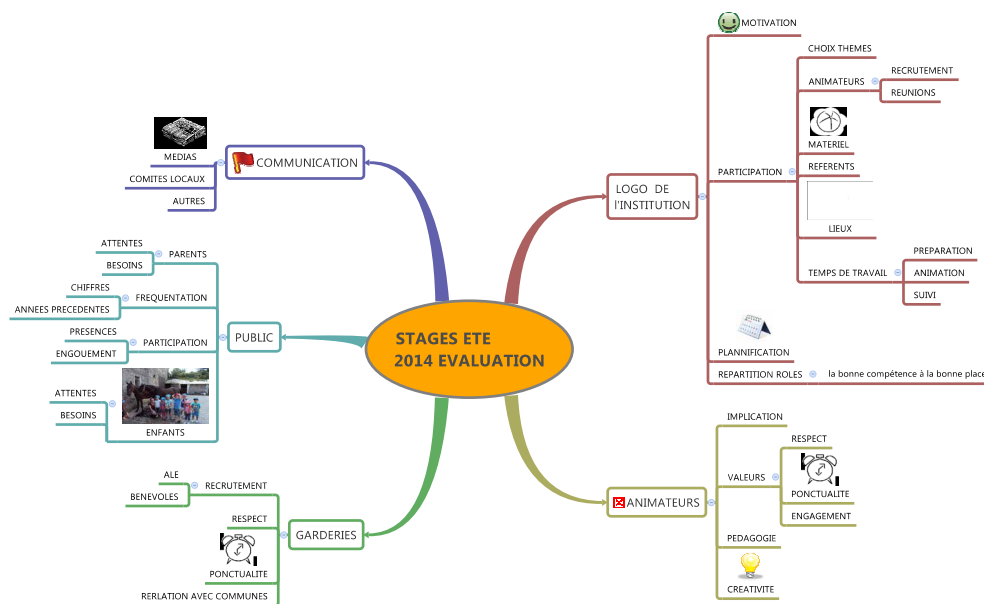 STAGES ETE
2014 EVALUATION
COMMUNICATION
MEDIAS
COMITES LOCAUX
AUTRES
PUBLIC
PARENTS
ATTENTES
BESOINS
FREQUENTATION
CHIFFRES
ANNEES PRECEDENTES
PARTICIPATION
PRESENCES
ENGOUEMENT
ENFANTS
ATTENTES
BESOINS
GARDERIES
RECRUTEMENT
ALE
BENEVOLES
RESPECT
PONCTUALITE
RERLATION AVEC COMMUNES
LOGO DE
l'INSTITUTION
MOTIVATION
PARTICIPATION
CHOIX THEMES
ANIMATEURS
RECRUTEMENT
REUNIONS
MATERIEL
REFERENTS
LIEUX
TEMPS DE TRAVAIL
PREPARATION
ANIMATION
SUIVI
PLANNIFICATION
REPARTITION ROLES
la bonne compétence à la bonne place
ANIMATEURS
IMPLICATION
VALEURS
RESPECT
PONCTUALITE
ENGAGEMENT
PEDAGOGIE
CREATIVITE